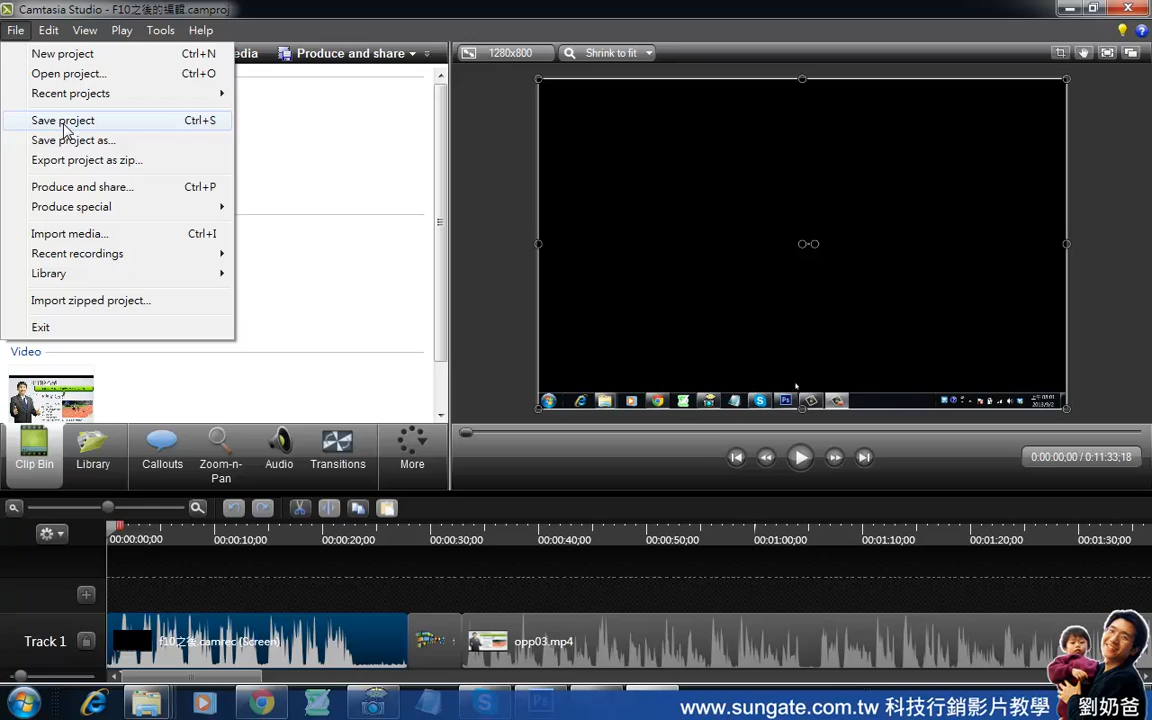 Camtasia Studio - F10之後的編輯.camproj
File Edit View Play Tools Help
New project Ctrl+N
Open project... Ctrl+O
Recent projects
Save project Ctrl+S
Save project as...
Export project as zip...
Produce and share... Ctrl+P
Produce special
Import media... Ctrl+I
Recent recordings
Library
Import zipped project...
Exit
edia
Produce and share
1280x800
Shrink to fit
Video
Clip Bin
Library
Callouts
Zoom-n-
Pan
Audio
Transitions
More
0:00:00;00 / 0:11:33;18
00:00:00;00 00:00:10;00 00:00:20;00 00:00:30;00 00:00:40;00 00:00:50;00 00:01:00;00 00:01:10;00 00:01:20;00 00:01:30;00
Track 1
f10之後.camrec (Screen)
opp03.mp4
www.sungate.com.tw 科技行銷影片教學
劉奶爸